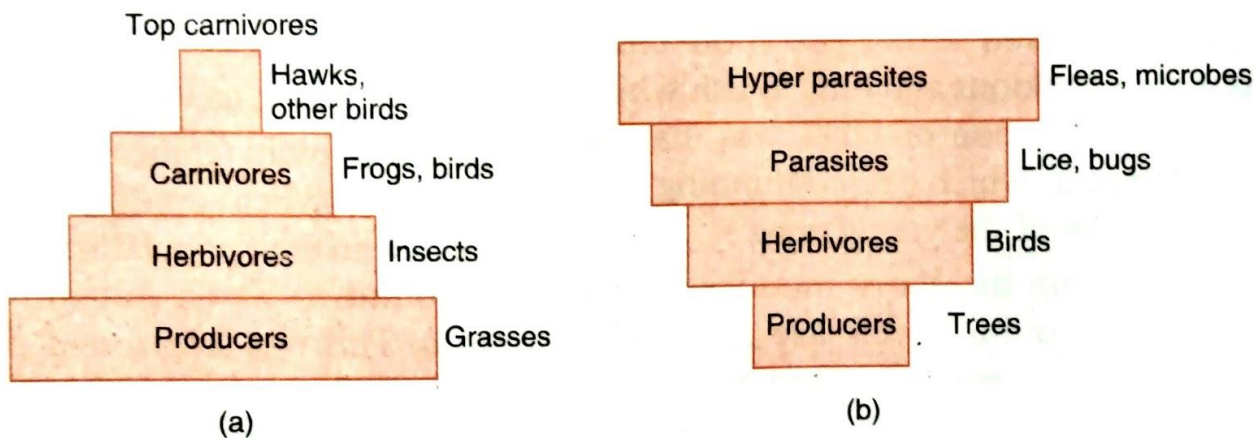 Top carnivores
Hawks,
other birds
Carnivores
Frogs, birds
Herbivores
Insects
Producers
Grasses
(a)
Hyper parasites
Fleas, microbes
Parasites
Lice, bugs
Herbivores
Birds
Producers
Trees
(b)